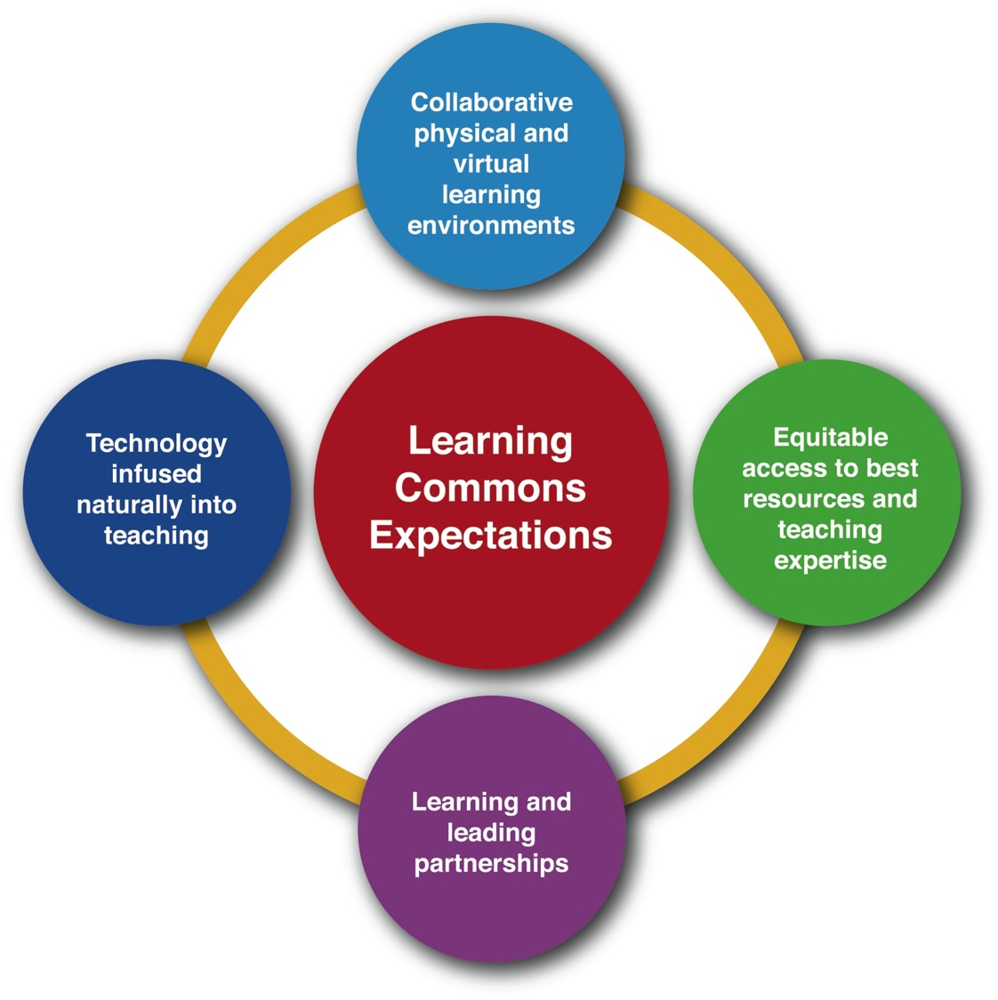 Collaborative
physical and
virtual
learning
environments
Technology
infused
naturally into
teaching
Learning
Commons
Expectations
Equitable
access to best
resources and
teaching
expertise
Learning and
leading
partnerships